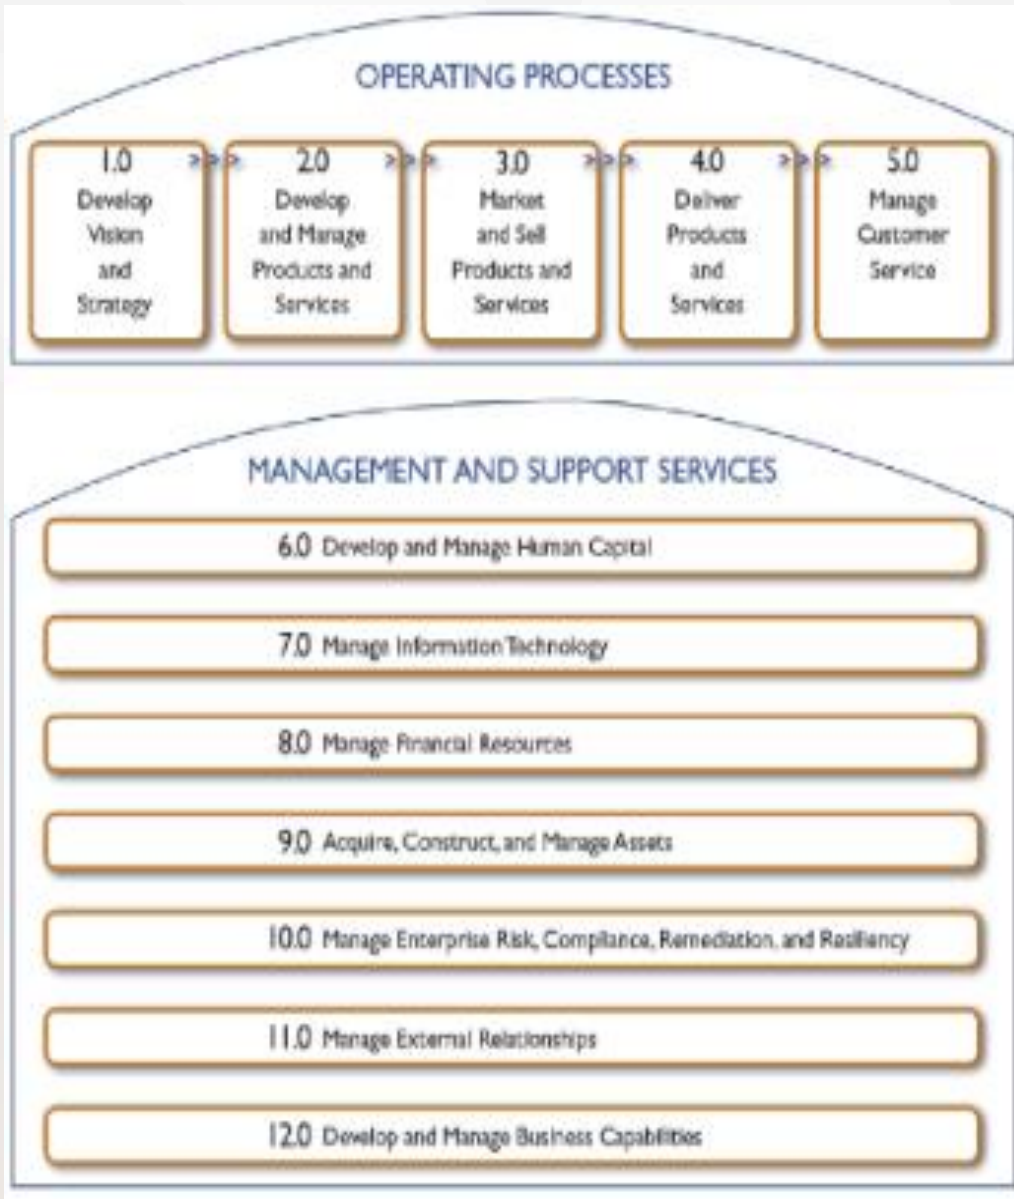 OPERATING PROCESSES
1.0
Develop
Vision
and
Strategy
2.0
Develop
and Manage
Products and
Services
3.0
Market
and Sell
Products and
Services
4.0
Deliver
Products
and
Services
5.0
Manage
Customer
Service
MANAGEMENT AND SUPPORT SERVICES
6.0 Develop and Manage Human Capital
7.0 Manage Information Technology
8.0 Manage Financial Resources
9.0 Acquire, Construct, and Manage Assets
10.0 Manage Enterprise Risk, Compliance, Remediation, and Resiliency
11.0 Manage External Relationships
12.0 Develop and Manage Business Capabilities